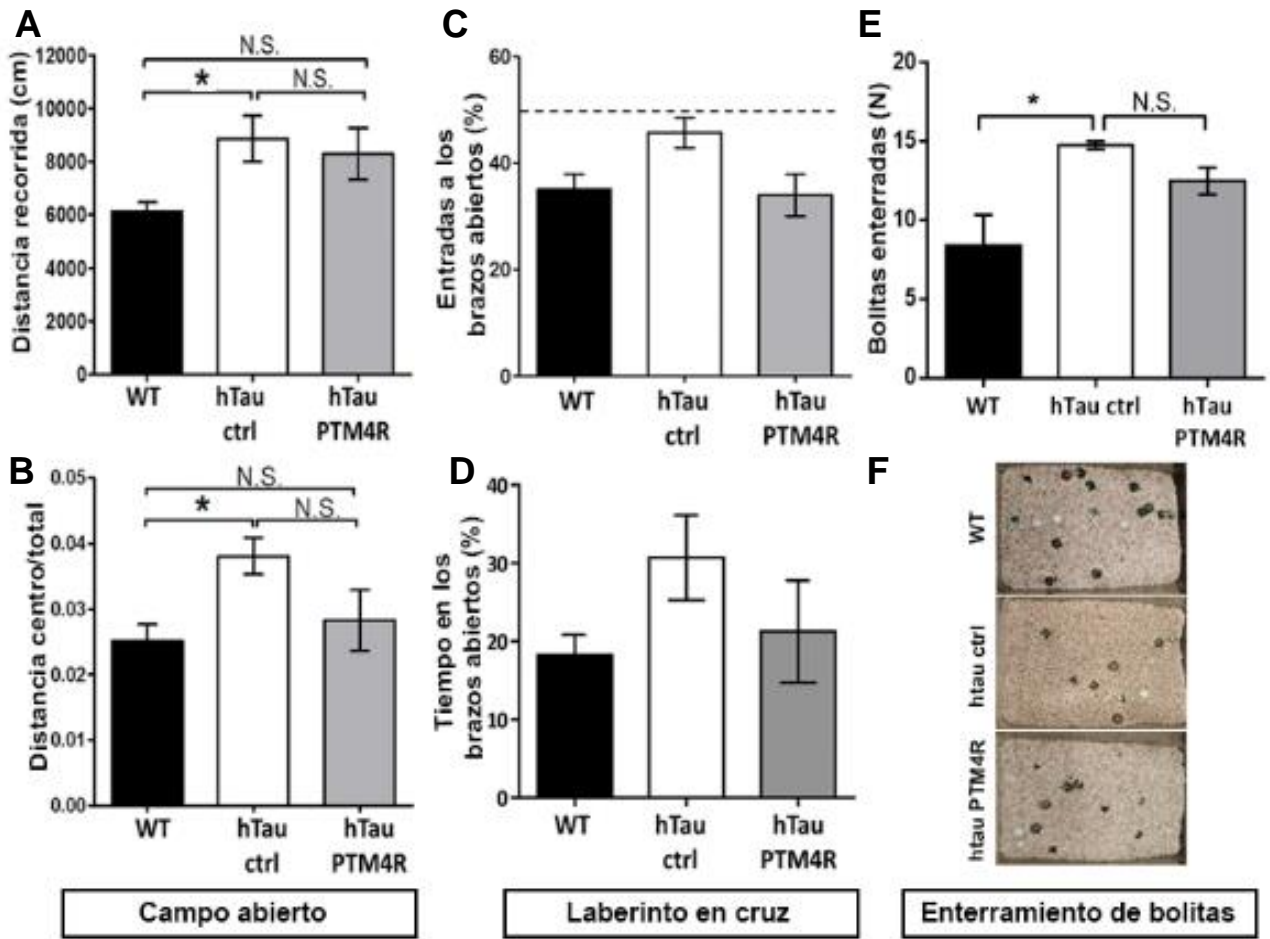 A
Distancia recorrida (cm)
12000
10000
8000
6000
4000
2000
0
N.S.
*
N.S.
WT
hTau
ctrl
hTau
PTM4R
B
Distancia centro/total
0.05
0.04
0.03
0.02
0.01
0.00
N.S.
*
N.S.
WT
hTau
ctrl
hTau
PTM4R
Campo abierto
C
Entradas a los
brazos abiertos (%)
60
40
20
0
WT
hTau
ctrl
hTau
PTM4R
D
Tiempo en los
brazos abiertos (%)
40
30
20
10
0
WT
hTau
ctrl
hTau
PTM4R
Laberinto en cruz
E
Bolitas enterradas (N)
20
15
10
5
0
*
N.S.
WT
hTau ctrl
hTau
PTM4R
F
WT
htau ctrl
htau PTM4R
Enterramiento de bolitas